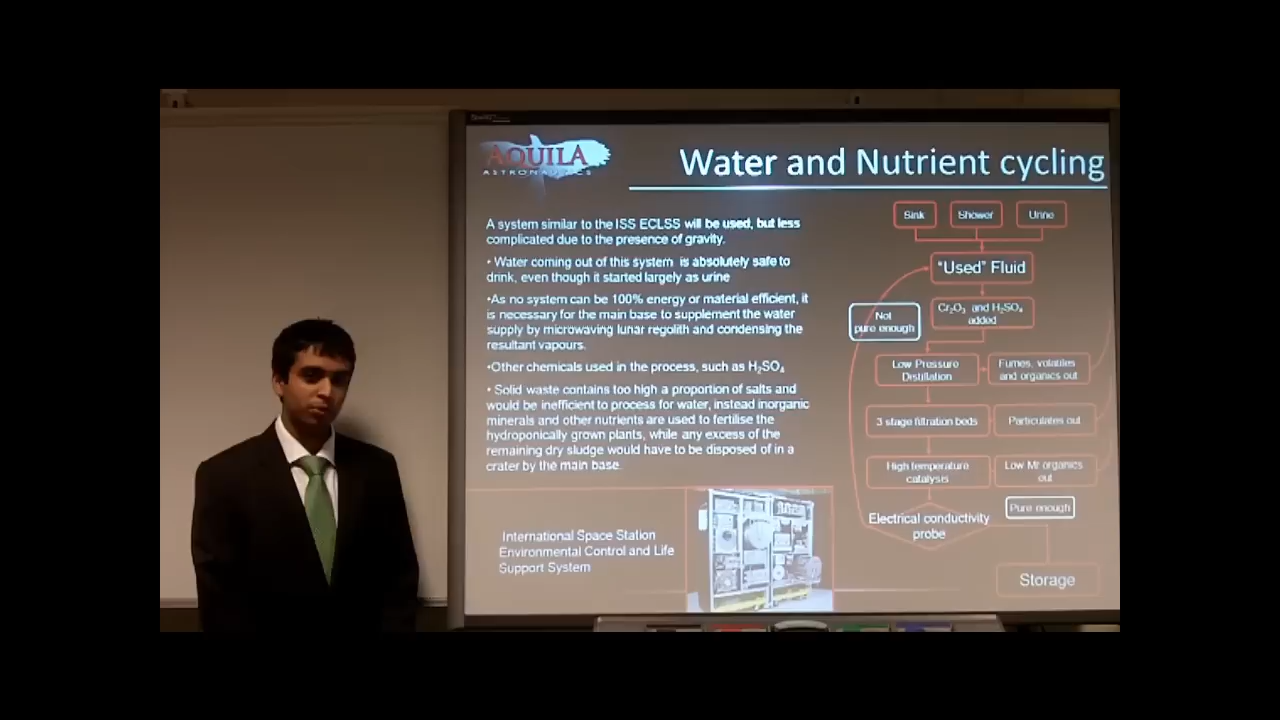 AQUILA
ASTRONAUTICS
Water and Nutrient cycling
A system similar to the ISS ECLSS will be used, but less
complicated due to the presence of gravity.
• Water coming out of this system is absolutely safe to
drink, even though it started largely as urine
•As no system can be 100% energy or material efficient, it
is necessary for the main base to supplement the water
supply by microwaving lunar regolith and condensing the
resultant vapours.
•Other chemicals used in the process, such as H₂SO₄
• Solid waste contains too high a proportion of salts and
would be inefficient to process for water, instead inorganic
minerals and other nutrients are used to fertilise the
hydroponically grown plants, while any excess of the
remaining dry sludge would have to be disposed of in a
crater by the main base.
International Space Station
Environmental Control and Life
Support System
Sink
Shower
Urine
"Used" Fluid
Not
pure enough
Cr₂O₃ and H₂SO₄
added
Low Pressure
Distillation
Fumes, volatiles
and organics out
3 stage filtration beds
Particulates out
High temperature
catalysis
Low Mr organics
out
Pure enough
Electrical conductivity
probe
Storage